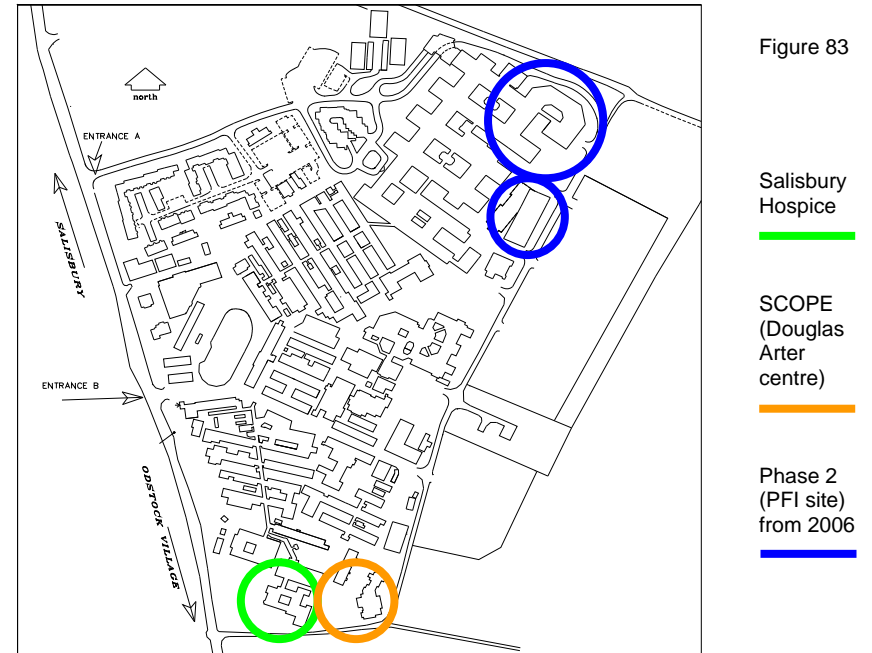 Figure 83
north
ENTRANCE A
SALISBURY
Salisbury
Hospice
SCOPE
(Douglas
Arter
centre)
ENTRANCE B
ODSTOCK VILLAGE
Phase 2
(PFI site)
from 2006